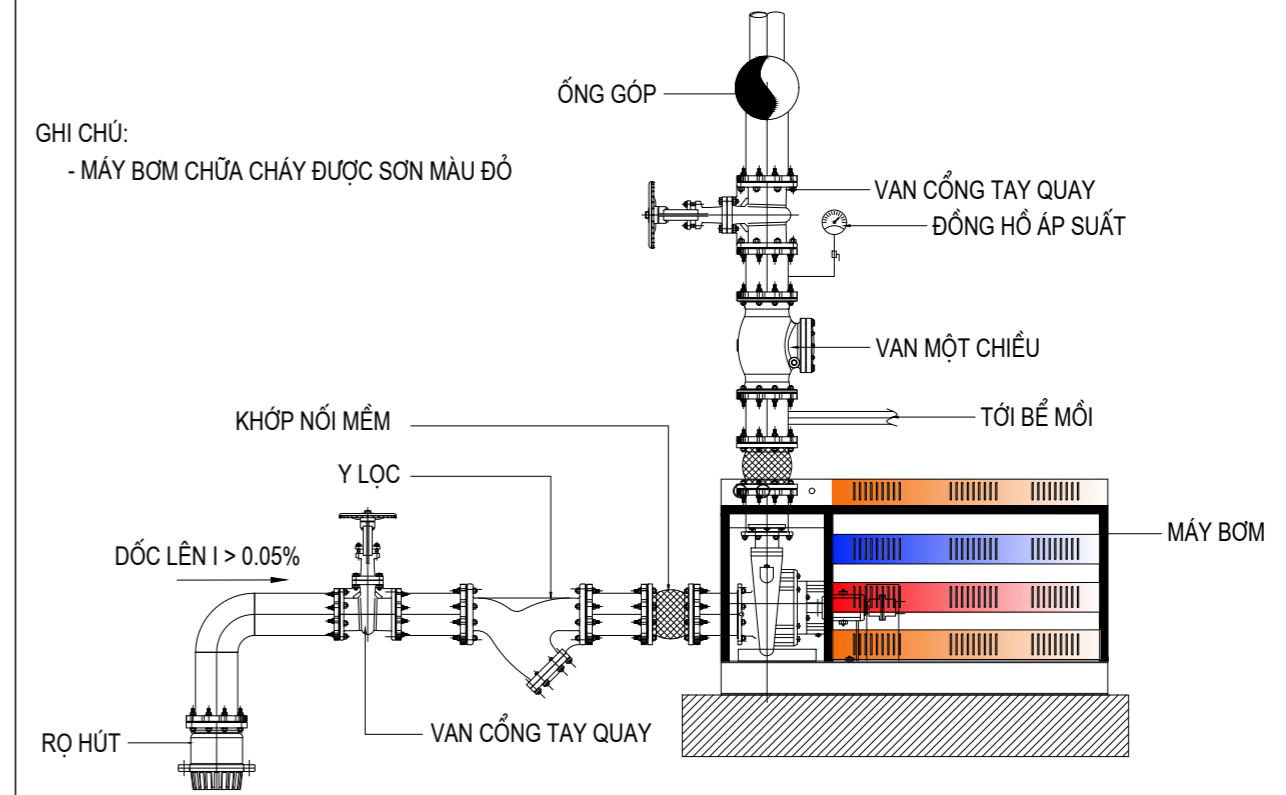 ỐNG GÓP
GHI CHÚ:
- MÁY BƠM CHỮA CHÁY ĐƯỢC SƠN MÀU ĐỎ
VAN CỔNG TAY QUAY
ĐỒNG HỒ ÁP SUẤT
VAN MỘT CHIỀU
KHỚP NỐI MỀM
TỚI BỂ MỒI
Y LỌC
MÁY BƠM
DỐC LÊN I > 0.05%
VAN CỔNG TAY QUAY
RỌ HÚT